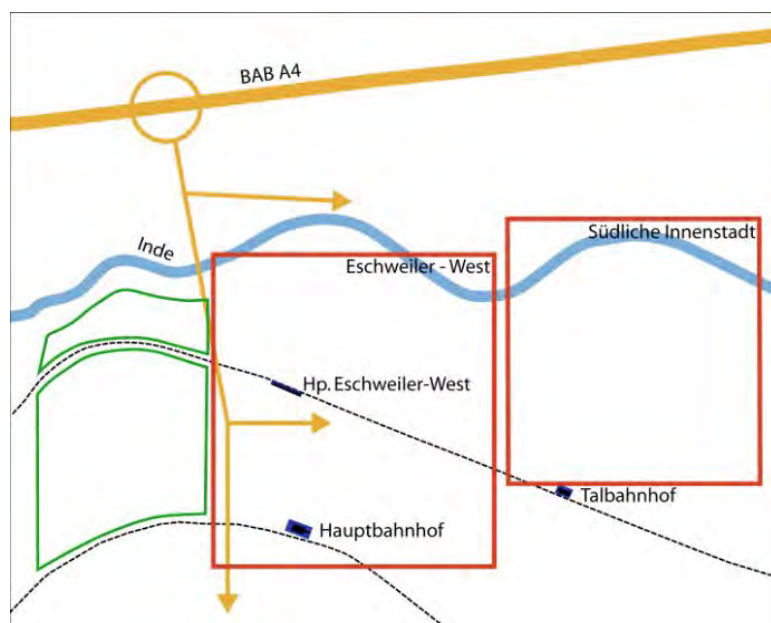 BAB A4
Inde
Südliche Innenstadt
Eschweiler - West
Hp. Eschweiler-West
Talbahnhof
Hauptbahnhof